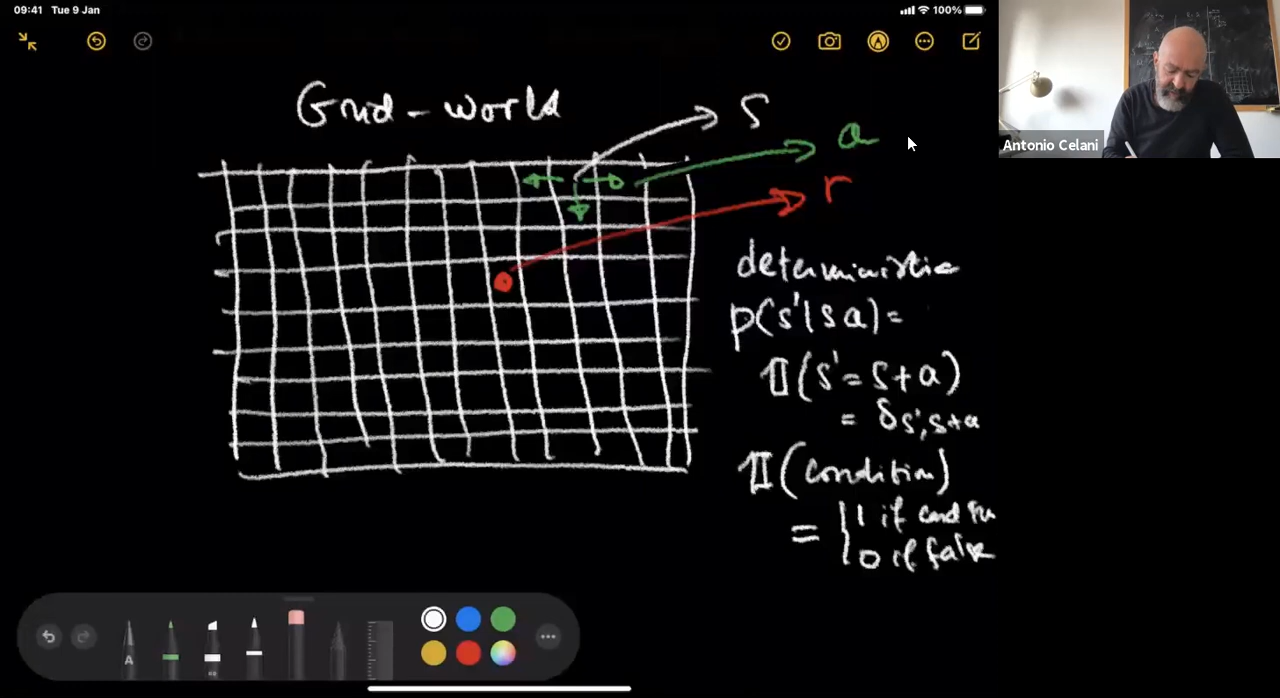 09:41 Tue 9 Jan
100%
Antonio Celani
Grid-world
s
a
r
deterministic
p(s'|s a) =
𝟙(s' = s+a)
= δs', s+a
𝟙(condition)
= { 1 if cond tru
0 if false
A